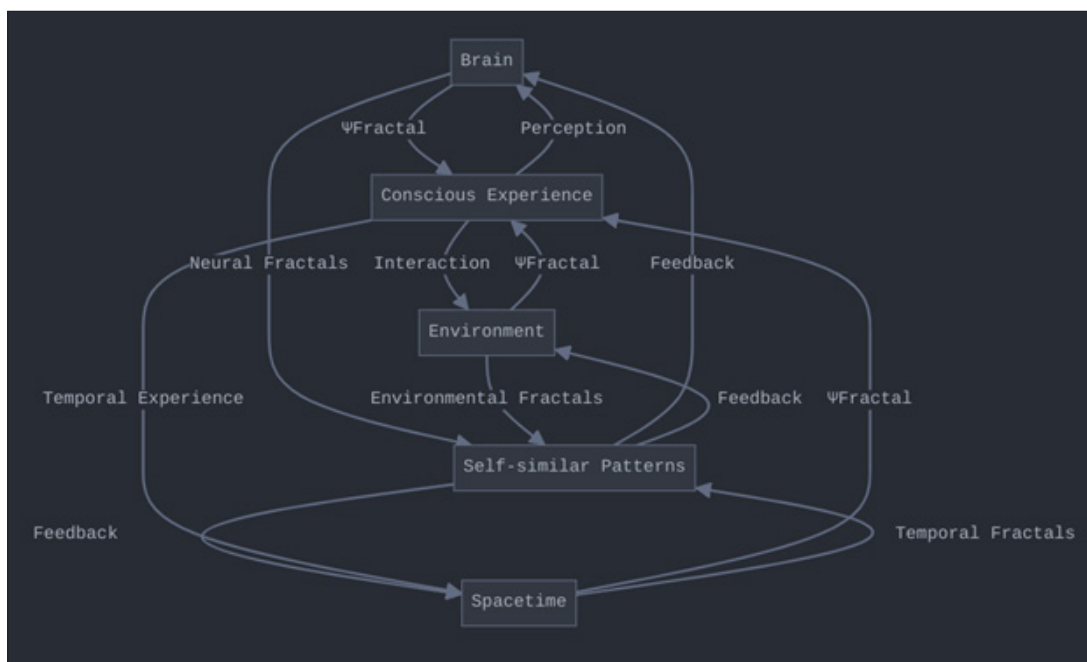 Brain
ΨFractal Perception
Conscious Experience
Neural Fractals Interaction ΨFractal Feedback
Environment
Temporal Experience Environmental Fractals Feedback ΨFractal
Self-similar Patterns
Feedback Temporal Fractals
Spacetime